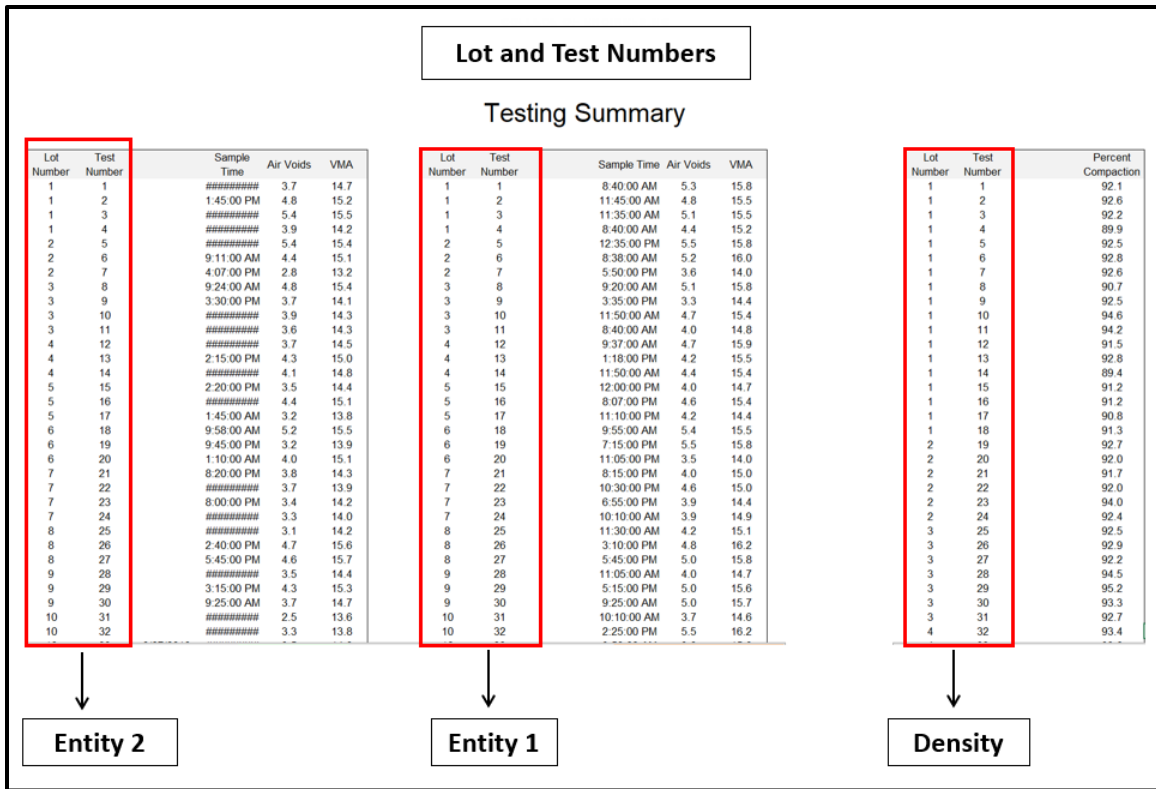 Lot and Test Numbers
Testing Summary
Lot Number Test Number Sample Time Air Voids VMA
1 1 ######### 3.7 14.7
1 2 1:45:00 PM 4.8 15.2
1 3 ######### 5.4 15.5
1 4 ######### 3.9 14.2
2 5 ######### 5.4 15.4
2 6 9:11:00 AM 4.4 15.1
2 7 4:07:00 PM 2.8 13.2
3 8 9:24:00 AM 4.8 15.4
3 9 3:30:00 PM 3.7 14.1
3 10 ######### 3.9 14.3
3 11 ######### 3.6 14.3
4 12 ######### 3.7 14.5
4 13 2:15:00 PM 4.3 15.0
4 14 ######### 4.1 14.8
5 15 2:20:00 PM 3.5 14.4
5 16 ######### 4.4 15.1
5 17 1:45:00 AM 3.2 13.8
6 18 9:58:00 AM 5.2 15.5
6 19 9:45:00 PM 3.2 13.9
6 20 1:10:00 AM 4.0 15.1
7 21 8:20:00 PM 3.8 14.3
7 22 ######### 3.7 13.9
7 23 8:00:00 PM 3.4 14.2
7 24 ######### 3.3 14.0
8 25 ######### 3.1 14.2
8 26 2:40:00 PM 4.7 15.6
8 27 5:45:00 PM 4.6 15.7
9 28 ######### 3.5 14.4
9 29 3:15:00 PM 4.3 15.3
9 30 9:25:00 AM 3.7 14.7
10 31 ######### 2.5 13.6
10 32 ######### 3.3 13.8
Entity 2
Lot Number Test Number Sample Time Air Voids VMA
1 1 8:40:00 AM 5.3 15.8
1 2 11:45:00 AM 4.8 15.5
1 3 11:35:00 AM 5.1 15.5
1 4 8:40:00 AM 4.4 15.2
2 5 12:35:00 PM 5.5 15.8
2 6 8:38:00 AM 5.2 16.0
2 7 5:50:00 PM 3.6 14.0
3 8 9:20:00 AM 5.1 15.8
3 9 3:35:00 PM 3.3 14.4
3 10 11:50:00 AM 4.7 15.4
3 11 8:40:00 AM 4.0 14.8
4 12 9:37:00 AM 4.7 15.9
4 13 1:18:00 PM 4.2 15.5
4 14 11:50:00 AM 4.4 15.4
5 15 12:00:00 PM 4.0 14.7
5 16 8:07:00 PM 4.6 15.4
5 17 11:10:00 PM 4.2 14.4
6 18 9:55:00 AM 5.4 15.5
6 19 7:15:00 PM 5.5 15.8
6 20 11:05:00 PM 3.5 14.0
7 21 8:15:00 PM 4.0 15.0
7 22 10:30:00 PM 4.6 15.0
7 23 6:55:00 PM 3.9 14.4
7 24 10:10:00 AM 3.9 14.9
8 25 11:30:00 AM 4.2 15.1
8 26 3:10:00 PM 4.8 16.2
8 27 5:45:00 PM 5.0 15.8
9 28 11:05:00 AM 4.0 14.7
9 29 5:15:00 PM 5.0 15.6
9 30 9:25:00 AM 5.0 15.7
10 31 10:10:00 AM 3.7 14.6
10 32 2:25:00 PM 5.5 16.2
Entity 1
Lot Number Test Number Percent Compaction
1 1 92.1
1 2 92.6
1 3 92.2
1 4 89.9
1 5 92.5
1 6 92.8
1 7 92.6
1 8 90.7
1 9 92.5
1 10 94.6
1 11 94.2
1 12 91.5
1 13 92.8
1 14 89.4
1 15 91.2
1 16 91.2
1 17 90.8
1 18 91.3
2 19 92.7
2 20 92.0
2 21 91.7
2 22 92.0
2 23 94.0
2 24 92.4
3 25 92.5
3 26 92.9
3 27 92.2
3 28 94.5
3 29 95.2
3 30 93.3
3 31 92.7
4 32 93.4
Density